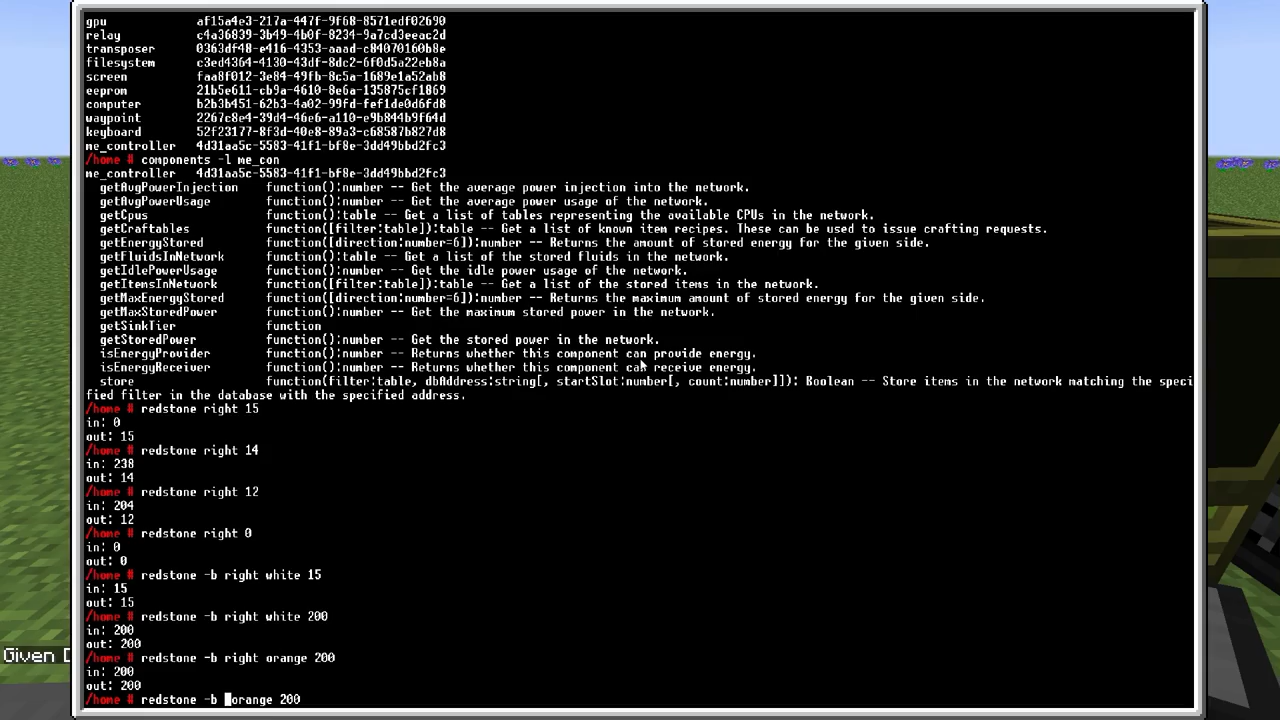 gpu af15a4e3-217a-447f-9f68-8571edf02690
relay c4a36839-3b49-4b0f-8234-9a7cd3eeac2d
transposer 0363df48-e416-4353-aaad-c84070160b8e
filesystem c3ed4364-4130-43df-8dc2-6f0d5a22eb8a
screen faa8f012-3e84-49fb-8c5a-1689e1a52ab8
eeprom 21b5e611-cb9a-4610-8e6a-135875cf1869
computer b2b3b451-62b3-4a02-99fd-fef1de0d6fd8
waypoint 2267c8e4-39d4-46e6-a110-e9b844b9f64d
keyboard 52f23177-8f3d-40e8-89a3-c68587b827d8
me_controller 4d31aa5c-5583-41f1-bf8e-3dd49bbd2fc3
/home # components -l me_con
me_controller 4d31aa5c-5583-41f1-bf8e-3dd49bbd2fc3
getAvgPowerInjection function():number -- Get the average power injection into the network.
getAvgPowerUsage function():number -- Get the average power usage of the network.
getCpus function():table -- Get a list of tables representing the available CPUs in the network.
getCraftables function([filter:table]):table -- Get a list of known item recipes. These can be used to issue crafting requests.
getEnergyStored function([direction:number=6]):number -- Returns the amount of stored energy for the given side.
getFluidsInNetwork function():table -- Get a list of the stored fluids in the network.
getIdlePowerUsage function():number -- Get the idle power usage of the network.
getItemsInNetwork function([filter:table]):table -- Get a list of the stored items in the network.
getMaxEnergyStored function([direction:number=6]):number -- Returns the maximum amount of stored energy for the given side.
getMaxStoredPower function():number -- Get the maximum stored power in the network.
getSinkTier function
getStoredPower function():number -- Get the stored power in the network.
isEnergyProvider function():number -- Returns whether this component can provide energy.
isEnergyReceiver function():number -- Returns whether this component can receive energy.
store function(filter:table, dbAddress:string[, startSlot:number[, count:number]]): Boolean -- Store items in the network matching the speci
fied filter in the database with the specified address.
/home # redstone right 15
in: 0
out: 15
/home # redstone right 14
in: 238
out: 14
/home # redstone right 12
in: 204
out: 12
/home # redstone right 0
in: 0
out: 0
/home # redstone -b right white 15
in: 15
out: 15
/home # redstone -b right white 200
in: 200
out: 200
/home # redstone -b right orange 200
in: 200
out: 200
/home # redstone -b orange 200
Given